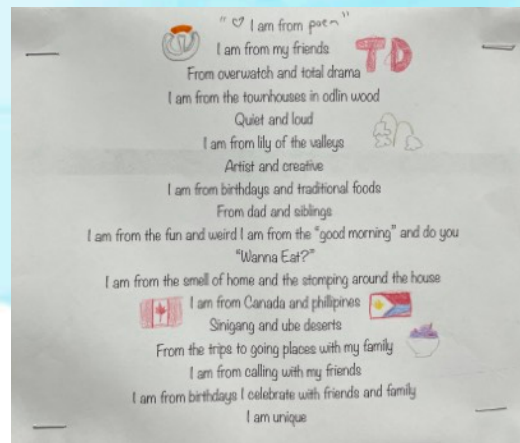 "♡ I am from poem"
I am from my friends
TD
From overwatch and total drama
I am from the townhouses in odlin wood
Quiet and loud
I am from lily of the valleys
Artist and creative
I am from birthdays and traditional foods
From dad and siblings
I am from the fun and weird I am from the "good morning" and do you
"Wanna Eat?"
I am from the smell of home and the stomping around the house
I am from Canada and phillipines
Sinigang and ube deserts
From the trips to going places with my family
I am from calling with my friends
I am from birthdays I celebrate with friends and family
I am unique